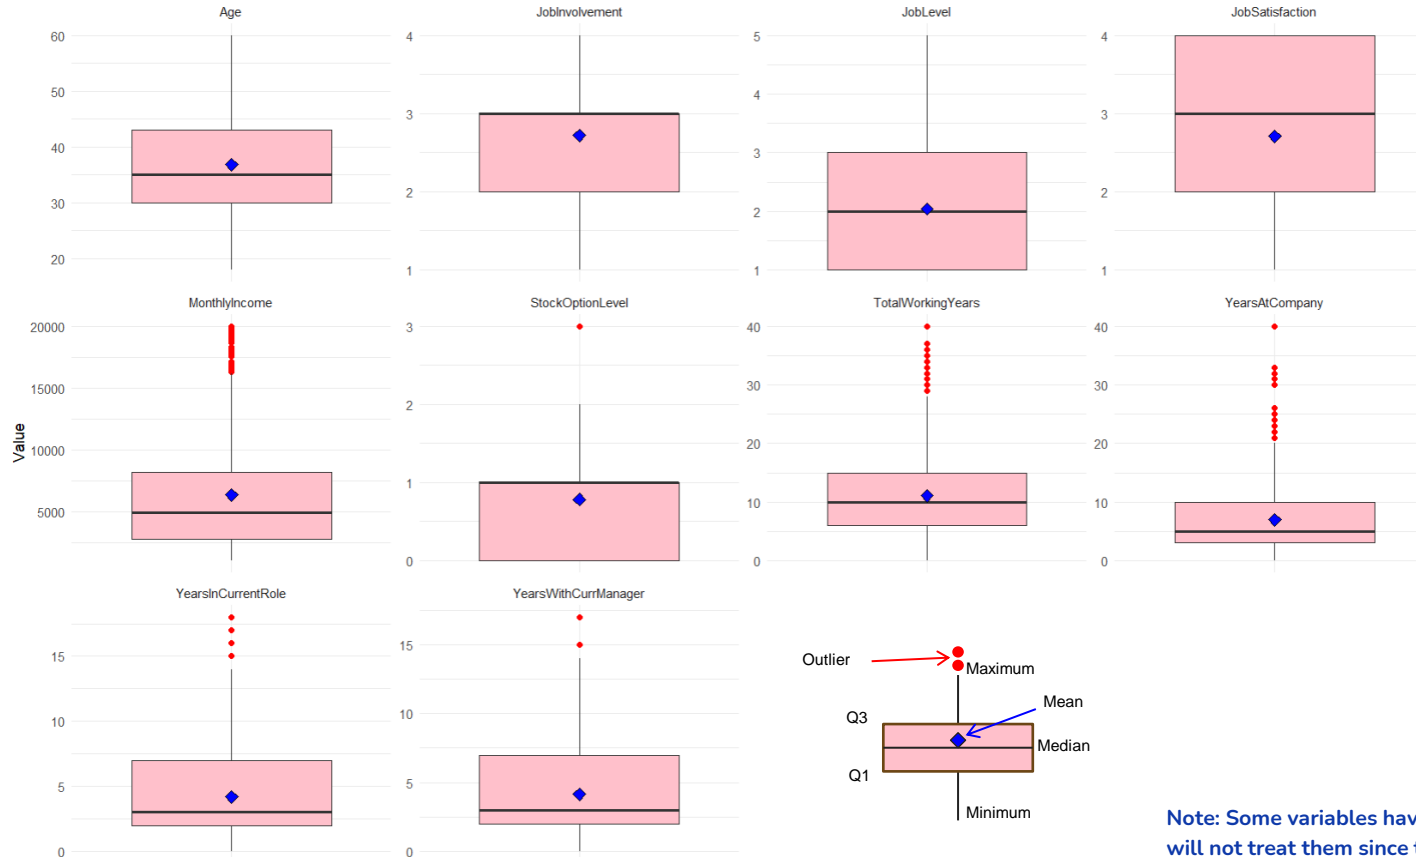 Age
JobInvolvement
JobLevel
JobSatisfaction
60
50
40
30
20
4
3
2
1
5
4
3
2
1
4
3
2
1
MonthlyIncome
StockOptionLevel
TotalWorkingYears
YearsAtCompany
Value
20000
15000
10000
5000
3
2
1
0
40
30
20
10
0
40
30
20
10
0
YearsInCurrentRole
YearsWithCurrManager
15
10
5
0
15
10
5
0
Outlier
Maximum
Mean
Q3
Median
Q1
Minimum
Note: Some variables hav
will not treat them since t